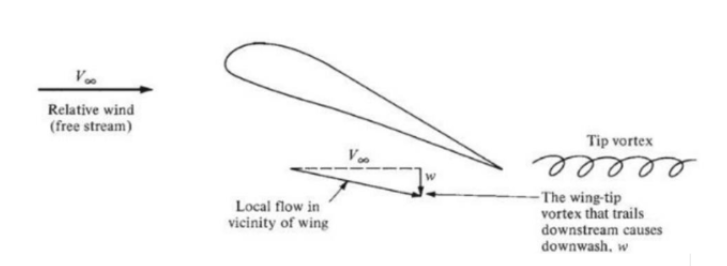 V∞
Relative wind
(free stream)
V∞
w
Local flow in
vicinity of wing
Tip vortex
The wing-tip
vortex that trails
downstream causes
downwash, w